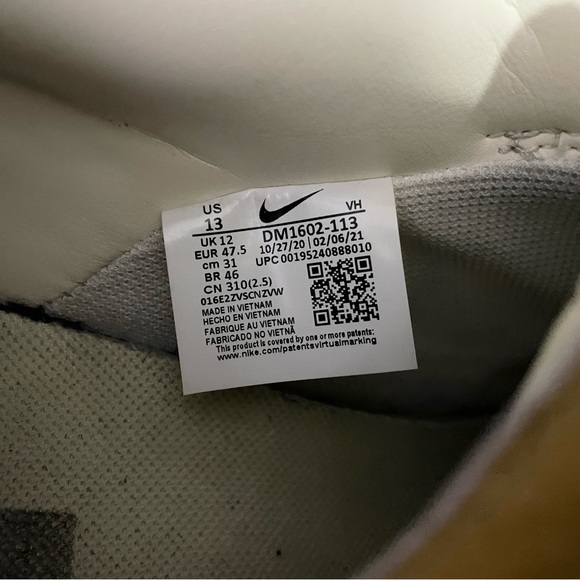 US VH
13 DM1602-113
UK 12 10/27/20 02/06/21
EUR 47.5 UPC 00195240888010
cm 31
BR 46
CN 310(2.5)
016E2ZVSCNZVW
MADE IN VIETNAM
HECHO EN VIETNAM
FABRIQUE AU VIETNAM
FABRICADO NO VIETNÃ
This product is covered by one or more patents:
www.nike.com/patentsvirtualmarking